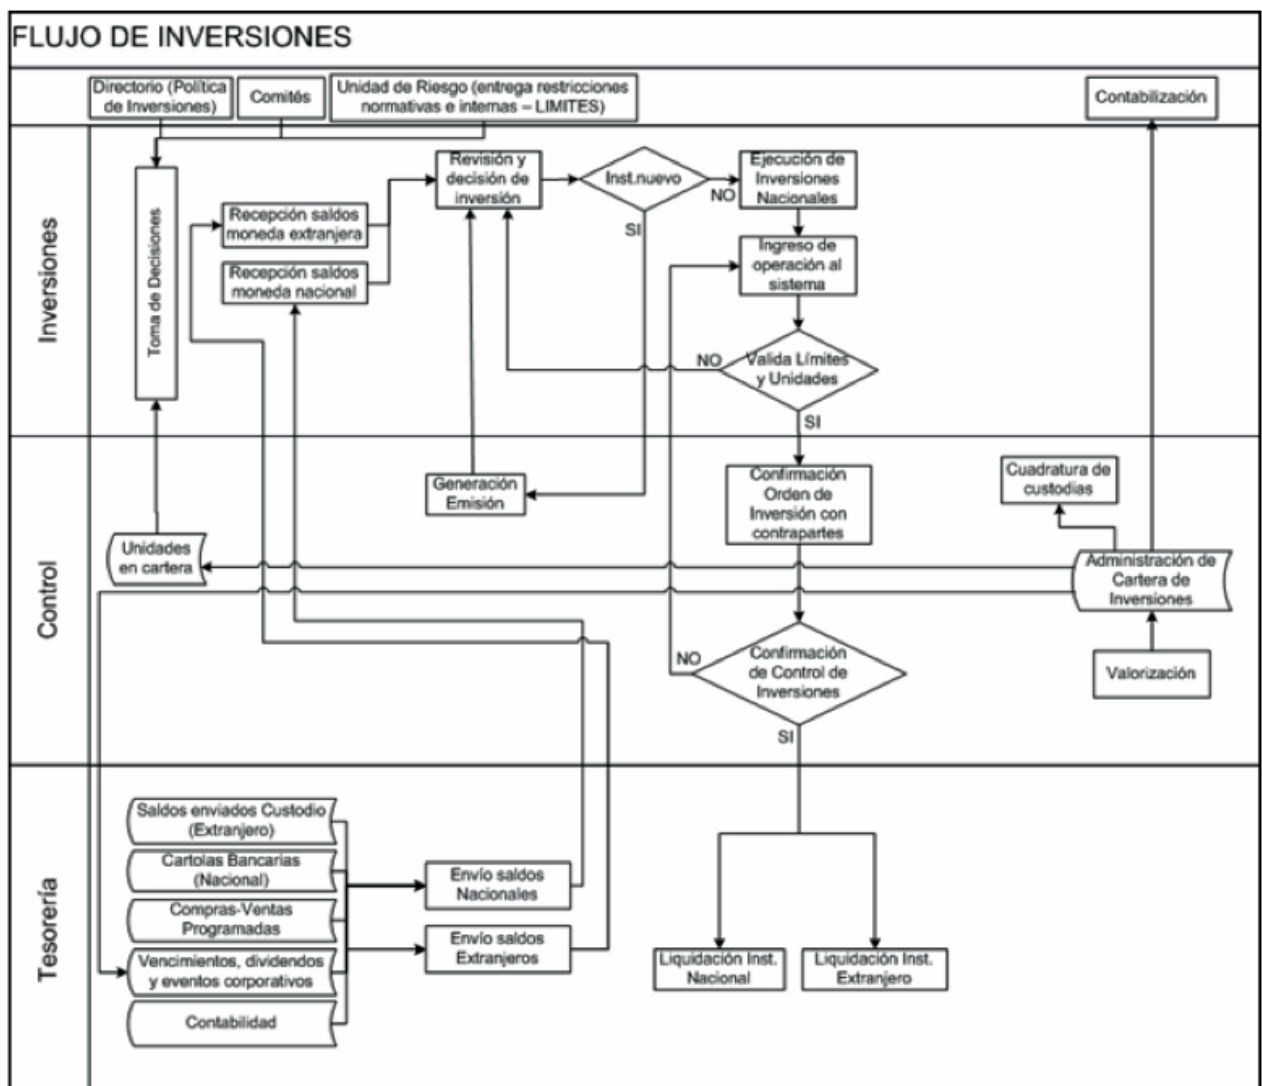 FLUJO DE INVERSIONES
Directorio (Política
de Inversiones)
Comités
Unidad de Riesgo (entrega restricciones
normativas e internas – LIMITES)
Contabilización
Inversiones
Toma de Decisiones
Recepción saldos
moneda extranjera
Recepción saldos
moneda nacional
Revisión y
decisión de
inversión
Inst.nuevo
NO
SI
Ejecución de
Inversiones
Nacionales
Ingreso de
operación al
sistema
NO
Valida Límites
y Unidades
SI
Control
Unidades
en cartera
Generación
Emisión
Confirmación
Orden de
Inversión con
contrapartes
Cuadratura de
custodias
Administración de
Cartera de
Inversiones
NO
Confirmación
de Control de
Inversiones
SI
Valorización
Tesorería
Saldos enviados Custodio
(Extranjero)
Cartolas Bancarias
(Nacional)
Compras-Ventas
Programadas
Vencimientos, dividendos
y eventos corporativos
Contabilidad
Envío saldos
Nacionales
Envío saldos
Extranjeros
Liquidación Inst.
Nacional
Liquidación Inst.
Extranjero